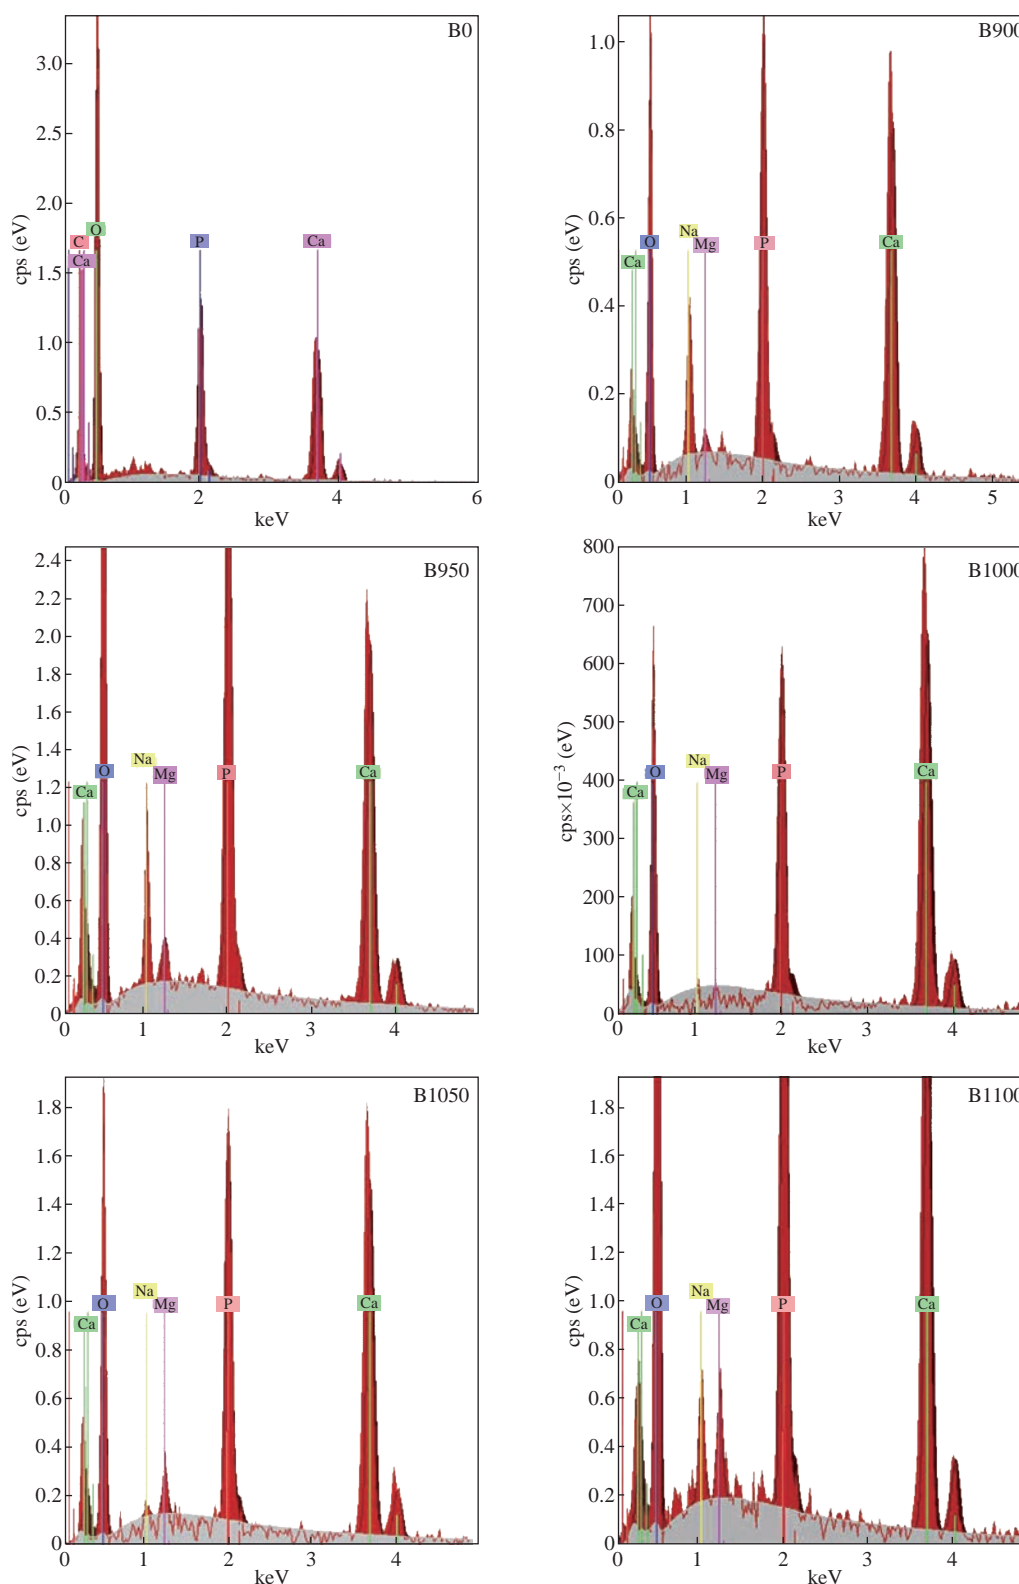 B0
3.0
2.5
2.0
1.5
1.0
0.5
0
cps (eV)
C
O
Ca
P
Ca
0 2 4 6
keV
B900
1.0
0.8
0.6
0.4
0.2
0
cps (eV)
Ca
O
Na
Mg
P
Ca
0 1 2 3 4 5
keV
B950
2.4
2.2
2.0
1.8
1.6
1.4
1.2
1.0
0.8
0.6
0.4
0.2
0
cps (eV)
Ca
O
Na
Mg
P
Ca
0 1 2 3 4
keV
B1000
800
700
600
500
400
300
200
100
0
cps×10⁻³ (eV)
Ca
O
Na
Mg
P
Ca
0 1 2 3 4
keV
B1050
1.8
1.6
1.4
1.2
1.0
0.8
0.6
0.4
0.2
0
cps (eV)
Ca
O
Na
Mg
P
Ca
0 1 2 3 4
keV
B1100
1.8
1.6
1.4
1.2
1.0
0.8
0.6
0.4
0.2
0
cps (eV)
Ca
O
Na
Mg
P
Ca
0 1 2 3 4
keV